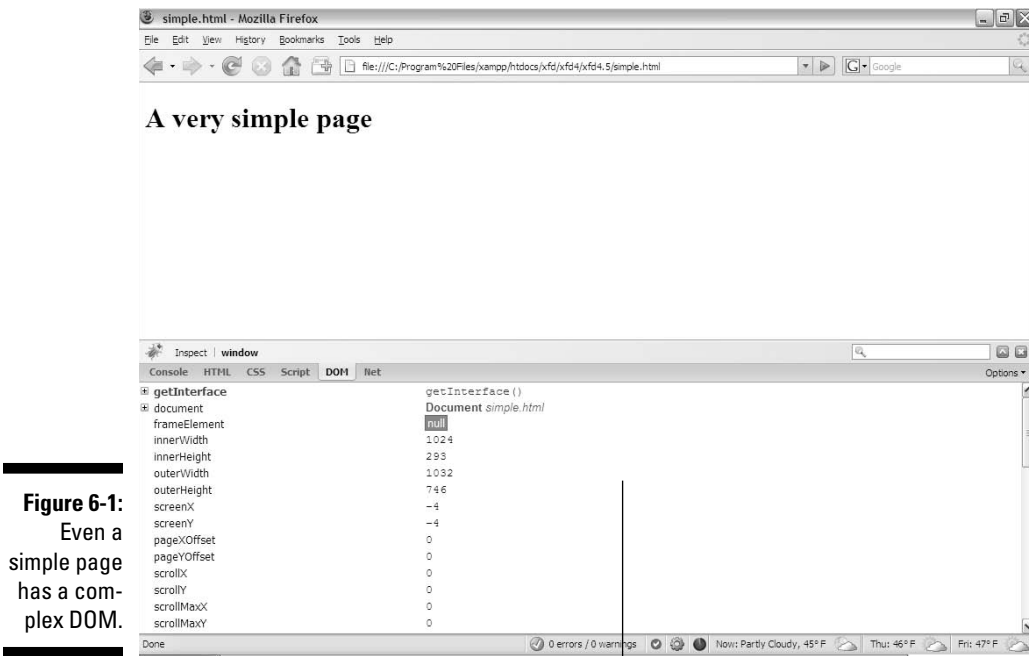 simple.html - Mozilla Firefox
File Edit View History Bookmarks Tools Help
file:///C:/Program%20Files/xampp/htdocs/xfd/xfd4/xfd4.5/simple.html
G Google
A very simple page
Inspect | window
Console HTML CSS Script DOM Net Options
getInterface getInterface()
document Document simple.html
frameElement null
innerWidth 1024
innerHeight 293
outerWidth 1032
outerHeight 746
screenX -4
screenY -4
pageXOffset 0
pageYOffset 0
scrollX 0
scrollY 0
scrollMaxX 0
scrollMaxY 0
Done 0 errors / 0 warnings Now: Partly Cloudy, 45° F Thu: 46° F Fri: 47° F
Figure 6-1:
Even a
simple page
has a com-
plex DOM.